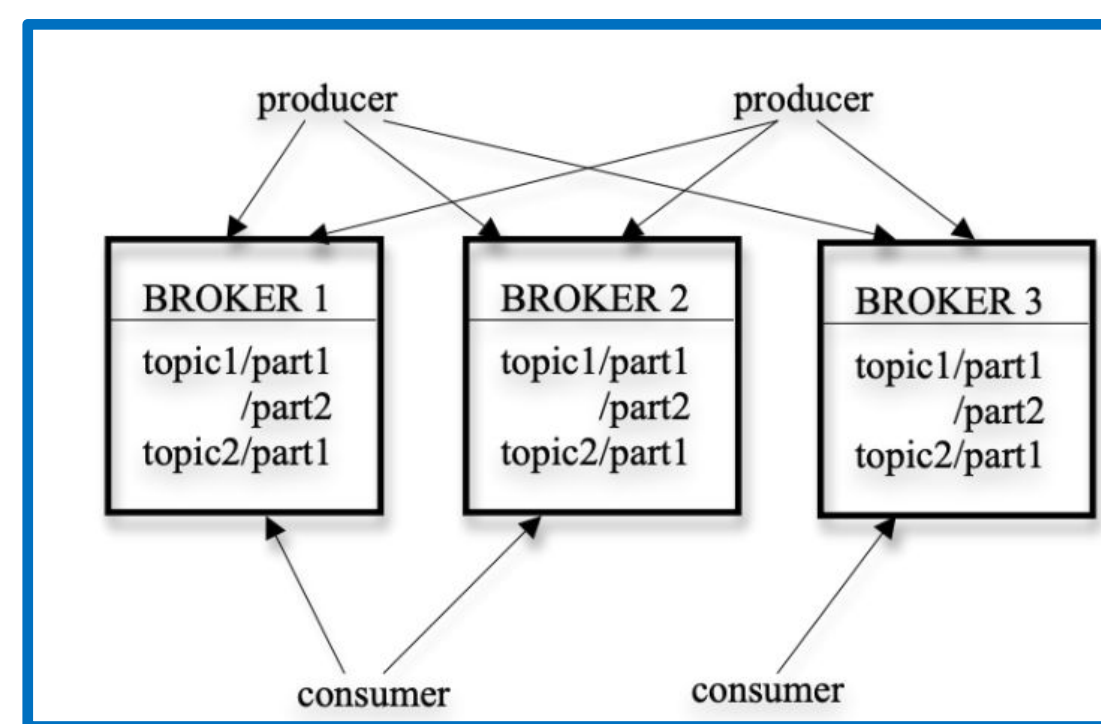 producer producer
BROKER 1 BROKER 2 BROKER 3
topic1/part1 topic1/part1 topic1/part1
/part2 /part2 /part2
topic2/part1 topic2/part1 topic2/part1
consumer consumer